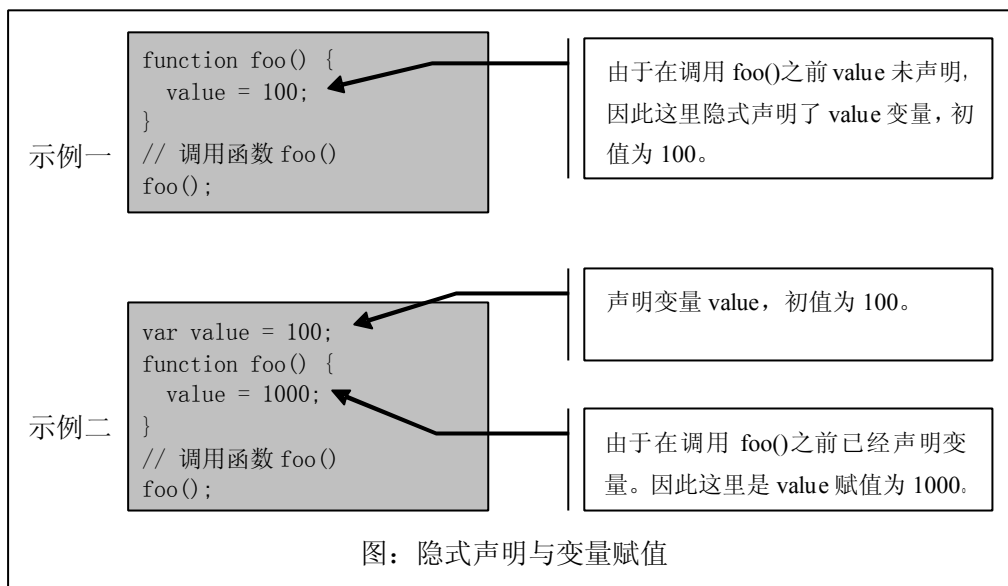 示例一
function foo() {
  value = 100;
}
// 调用函数 foo()
foo();
由于在调用 foo()之前 value 未声明,
因此这里隐式声明了 value 变量,初
值为 100。
示例二
var value = 100;
function foo() {
  value = 1000;
}
// 调用函数 foo()
foo();
声明变量 value,初值为 100。
由于在调用 foo()之前已经声明变
量。因此这里是 value 赋值为 1000.
图:隐式声明与变量赋值